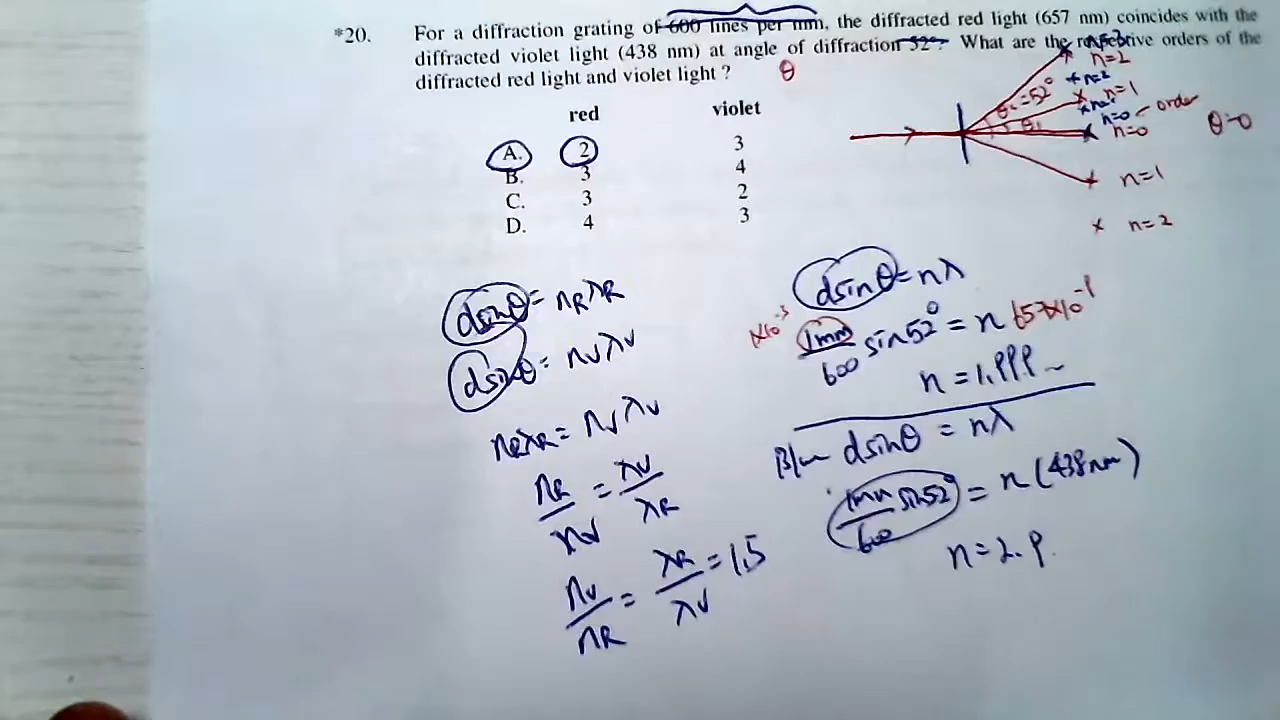 *20. For a diffraction grating of 600 lines per mm, the diffracted red light (657 nm) coincides with the
diffracted violet light (438 nm) at angle of diffraction 52°. What are the respective orders of the
diffracted red light and violet light ?
θ
red violet
A. 2 3
B. 3 4
C. 3 2
D. 4 3
n=2
n=2
θ₂=52°
n=1
n=0
order
θ₁
n=0
θ=0
n=1
n=2
dsinθ = nRλR
dsinθ = nVλV
nRλR = nVλV
nR/nV = λV/λR
nV/nR = λR/λV = 1.5
dsinθ = nλ
×10⁻³
1mm/600 sin52° = n 657×10⁻⁹
n = 1.999~
dsinθ = nλ
1mm/600 sin52° = n (438nm)
n = 2.9